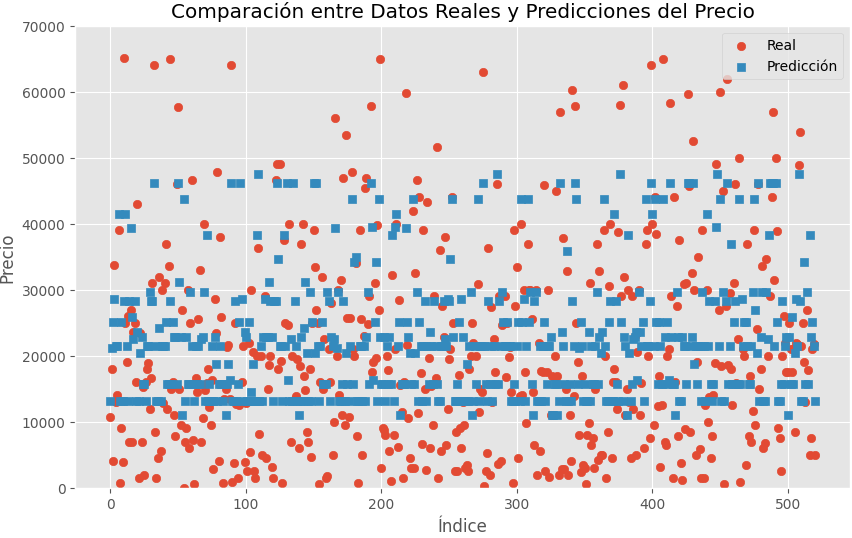 Comparación entre Datos Reales y Predicciones del Precio
Real
Predicción
Precio
70000
60000
50000
40000
30000
20000
10000
0
0 100 200 300 400 500
Índice